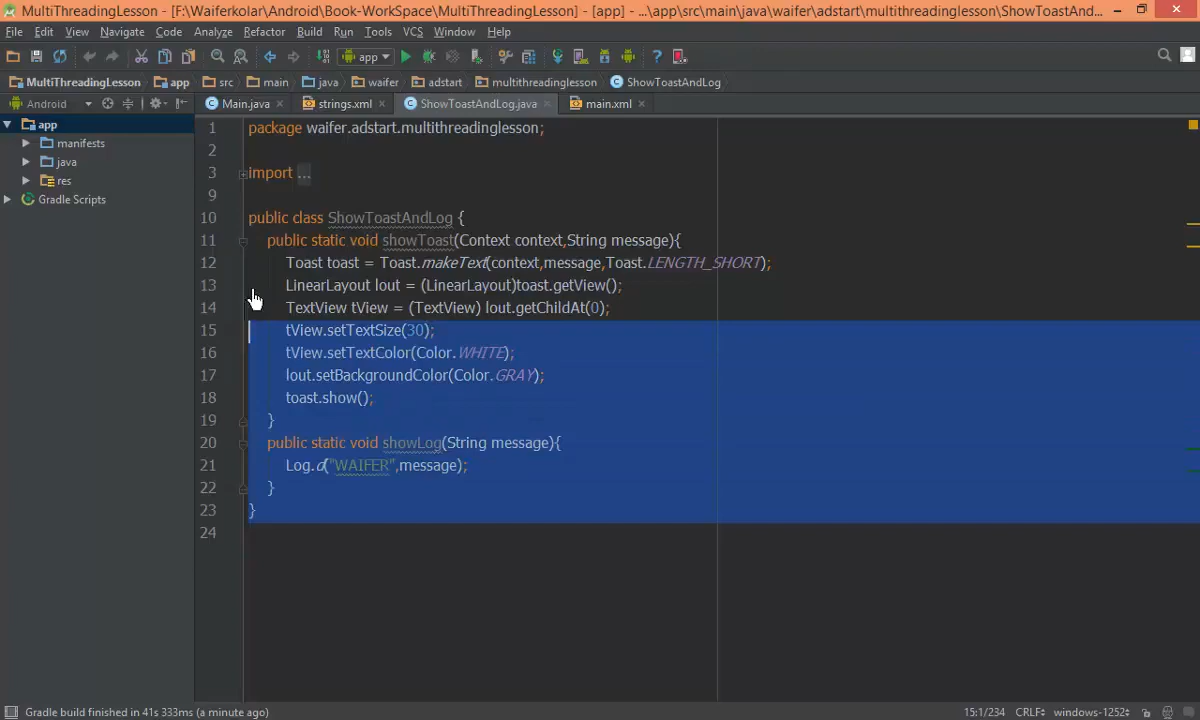 MultiThreadingLesson - [F:\Waiferkolar\Android\Book-WorkSpace\MultiThreadingLesson] - [app] - ...\app\src\main\java\waifer\adstart\multithreadinglesson\ShowToastAnd...
File Edit View Navigate Code Analyze Refactor Build Run Tools VCS Window Help
app
MultiThreadingLesson app src main java waifer adstart multithreadinglesson ShowToastAndLog
Android Main.java strings.xml ShowToastAndLog.java main.xml
app
manifests
java
res
Gradle Scripts
1 package waifer.adstart.multithreadinglesson;
2
3 import ...
9
10 public class ShowToastAndLog {
11 public static void showToast(Context context,String message){
12 Toast toast = Toast.makeText(context,message,Toast.LENGTH_SHORT);
13 LinearLayout lout = (LinearLayout)toast.getView();
14 TextView tView = (TextView) lout.getChildAt(0);
15 tView.setTextSize(30);
16 tView.setTextColor(Color.WHITE);
17 lout.setBackgroundColor(Color.GRAY);
18 toast.show();
19 }
20 public static void showLog(String message){
21 Log.d("WAIFER",message);
22 }
23 }
24
Gradle build finished in 41s 333ms (a minute ago) 15:1/234 CRLF windows-1252